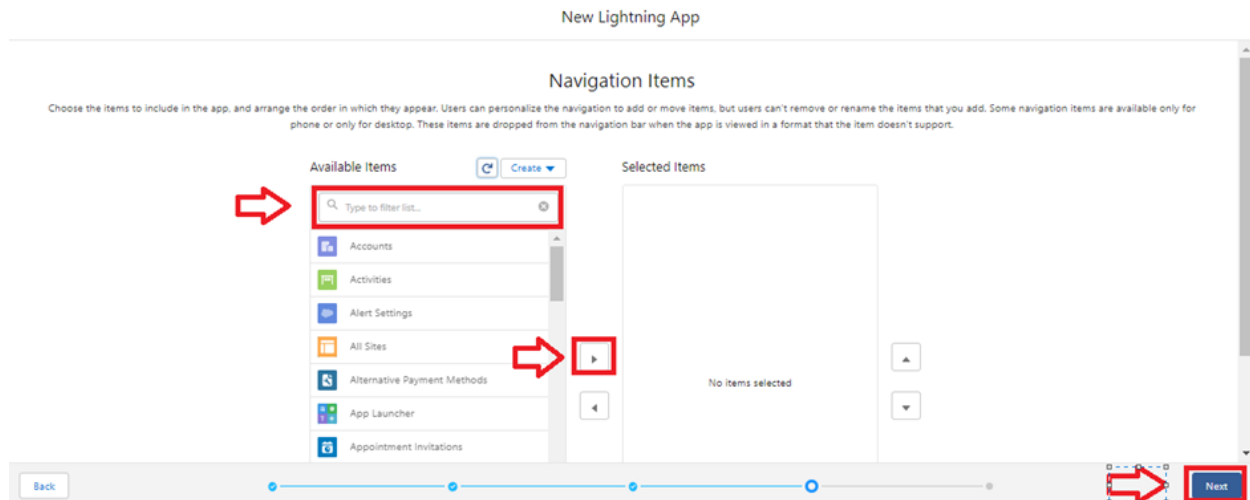 New Lightning App
Navigation Items
Choose the items to include in the app, and arrange the order in which they appear. Users can personalize the navigation to add or move items, but users can't remove or rename the items that you add. Some navigation items are available only for
phone or only for desktop. These items are dropped from the navigation bar when the app is viewed in a format that the item doesn't support.
Available Items
Create
Selected Items
Type to filter list...
Accounts
Activities
Alert Settings
All Sites
Alternative Payment Methods
No items selected
App Launcher
Appointment Invitations
Back
Next